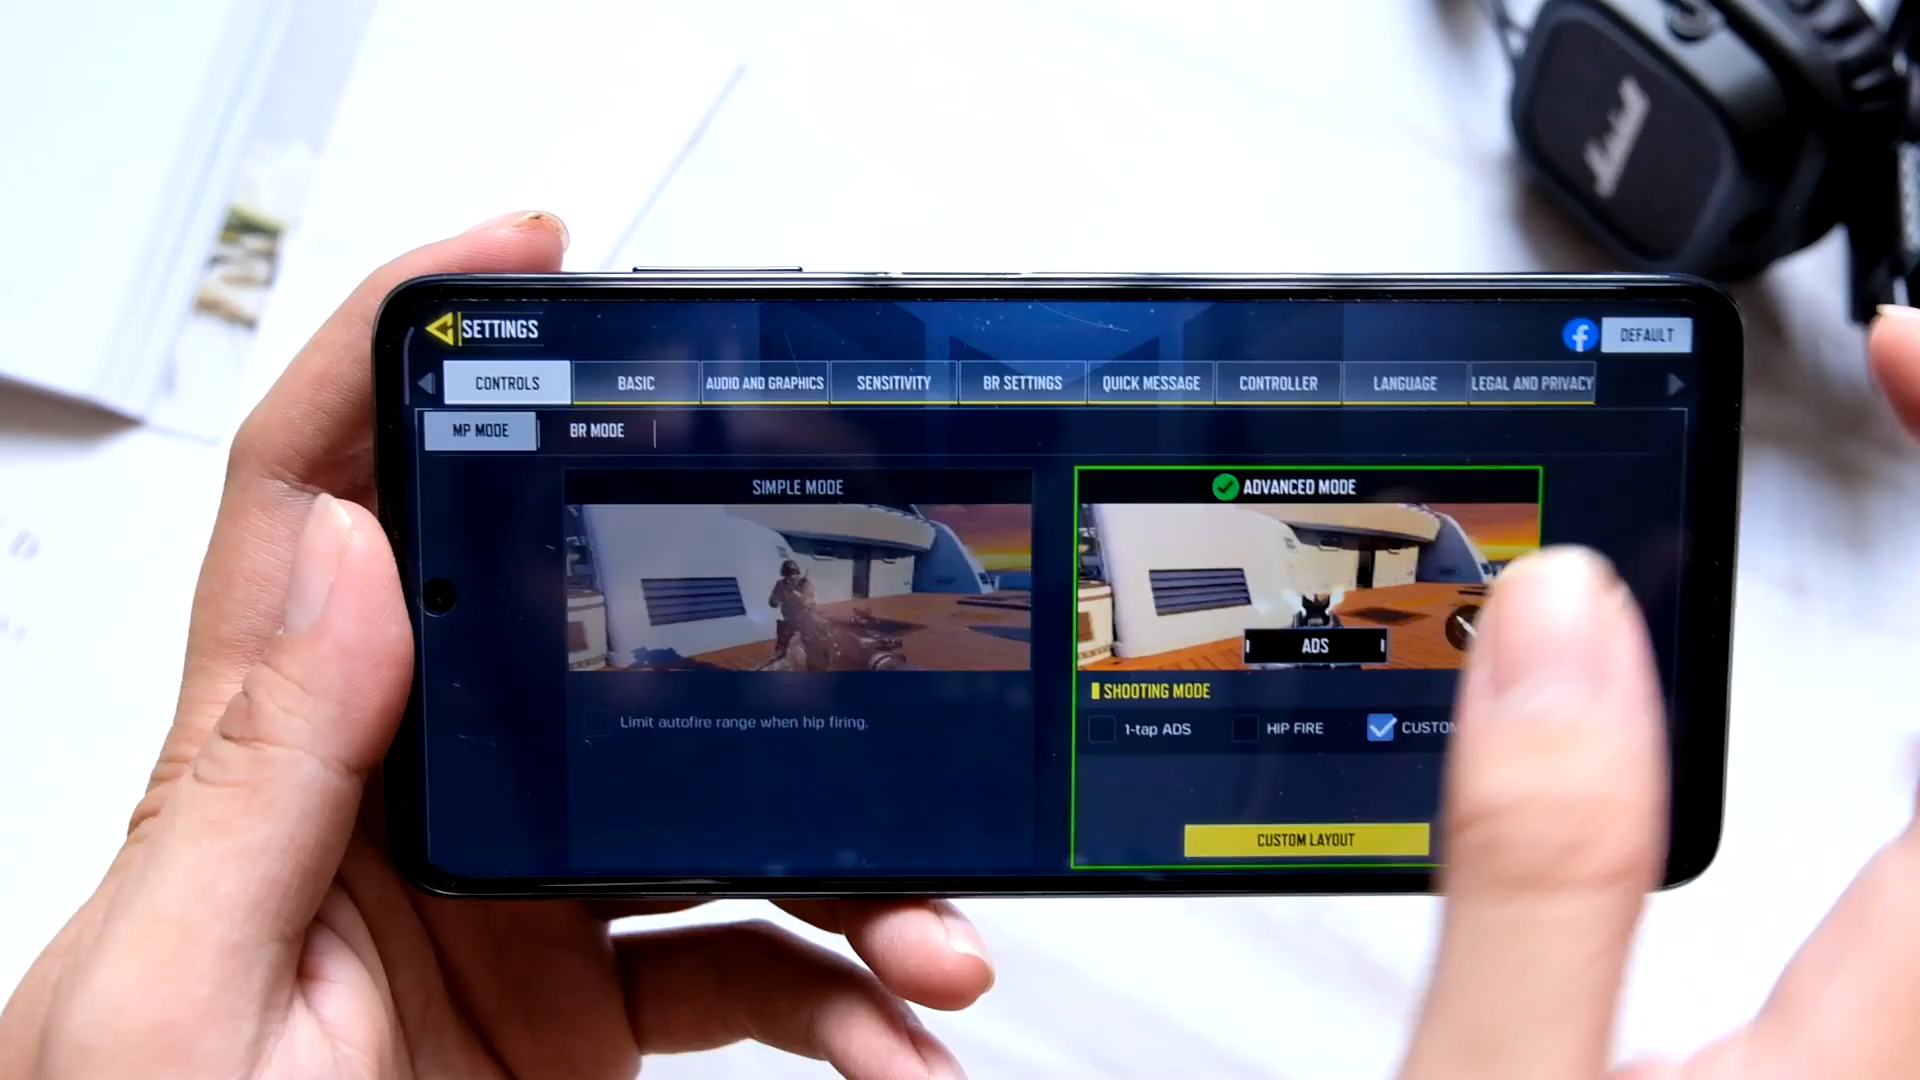 Marshall
SETTINGS
DEFAULT
CONTROLS
BASIC
AUDIO AND GRAPHICS
SENSITIVITY
BR SETTINGS
QUICK MESSAGE
CONTROLLER
LANGUAGE
LEGAL AND PRIVACY
MP MODE
BR MODE
SIMPLE MODE
ADVANCED MODE
ADS
SHOOTING MODE
Limit autofire range when hip firing.
1-tap ADS
HIP FIRE
CUSTOM
CUSTOM LAYOUT